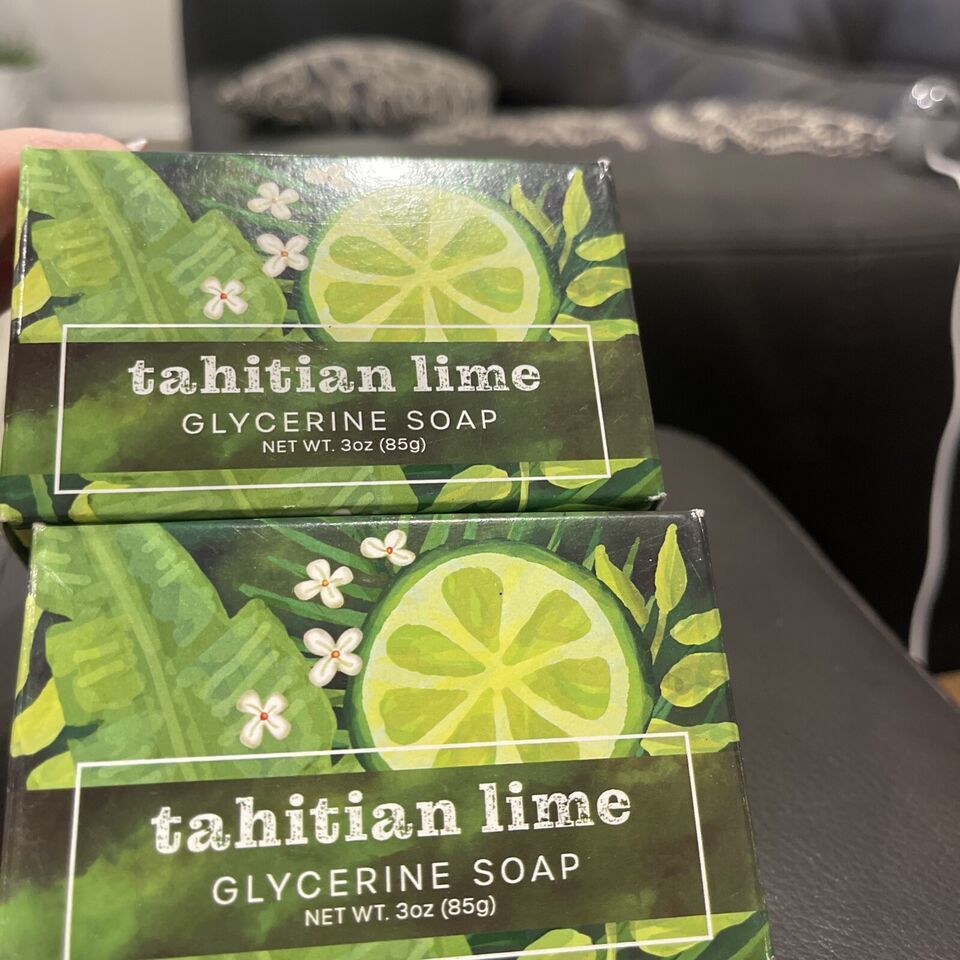 tahitian lime
GLYCERINE SOAP
NET WT. 3oz (85g)
tahitian lime
GLYCERINE SOAP
NET WT. 3oz (85g)